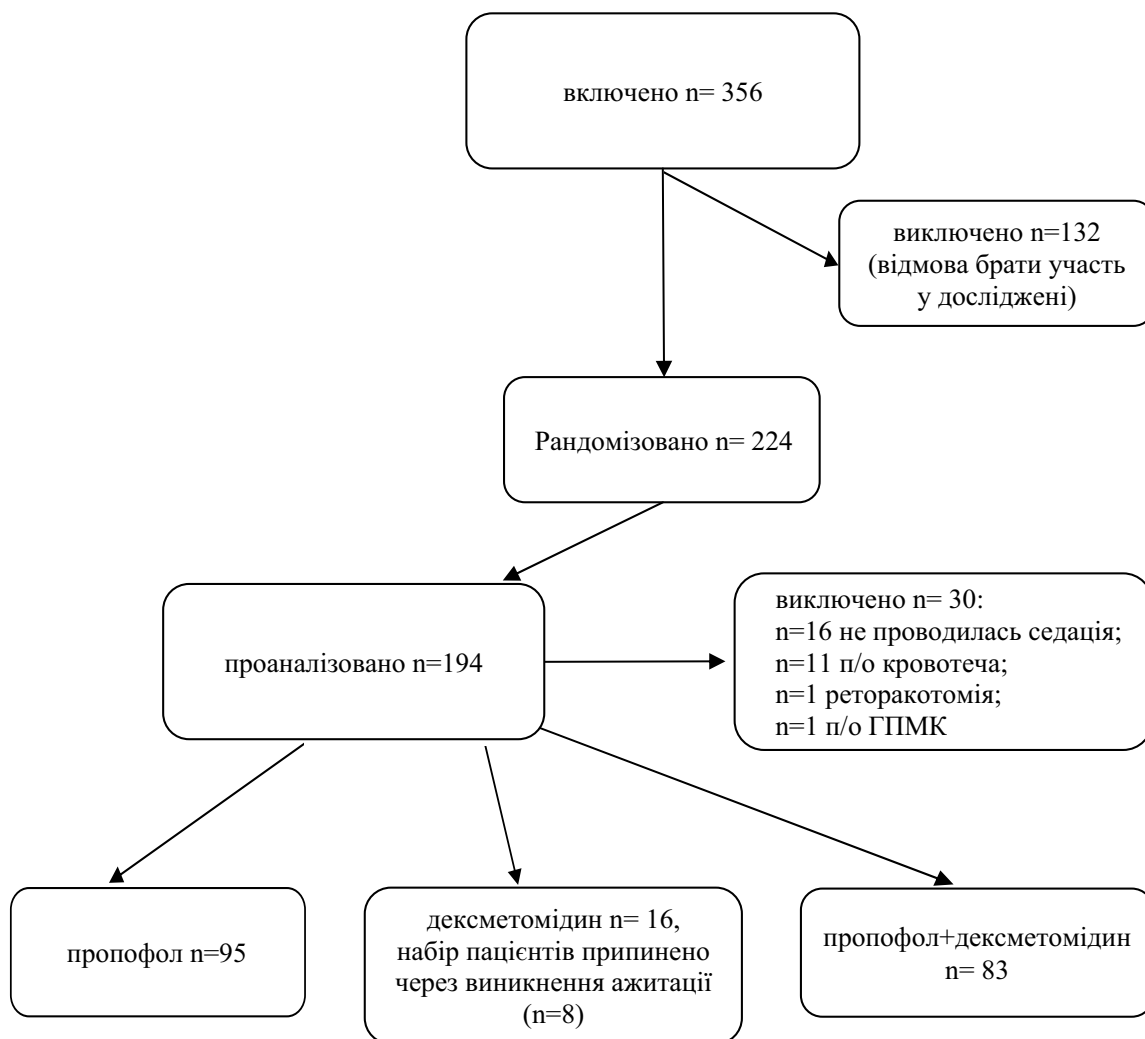 включено n= 356
виключено n=132
(відмова брати участь
у досліджені)
Рандомізовано n= 224
проаналізовано n=194
виключено n= 30:
n=16 не проводилась седація;
n=11 п/о кровотеча;
n=1 реторакотомія;
n=1 п/о ГПМК
пропофол n=95
дексметомідин n= 16,
набір пацієнтів припинено
через виникнення ажитації
(n=8)
пропофол+дексметомідин
n= 83